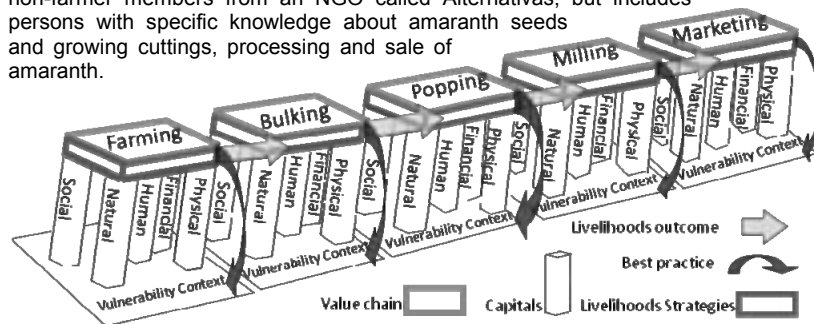 non-farmer members from an NGO called Alternativas, but includes
persons with specific knowledge about amaranth seeds
and growing cuttings, processing and sale of
amaranth.
Farming
Bulking
Popping
Milling
Marketing
Social
Natural
Human
Financial
Physical
Social
Natural
Human
Financial
Physical
Social
Natural
Human
Financial
Physical
Social
Natural
Human
Financial
Physical
Social
Natural
Human
Financial
Physical
Vulnerability Context
Vulnerability Context
Vulnerability Context
Vulnerability Context
Vulnerability Context
Livelihoods outcome
Best practice
Value chain
Capitals
Livelihoods Strategies